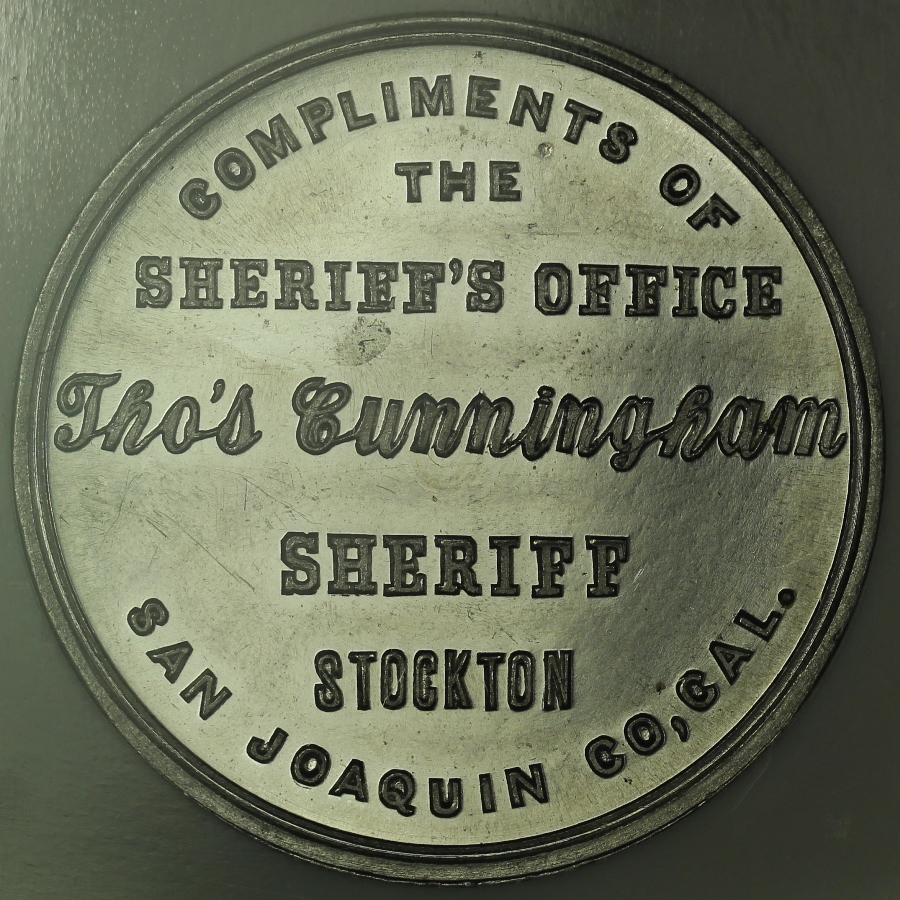 COMPLIMENTS OF
THE
SHERIFF'S OFFICE
Tho's Cunningham
SHERIFF
STOCKTON
SAN JOAQUIN CO, CAL.